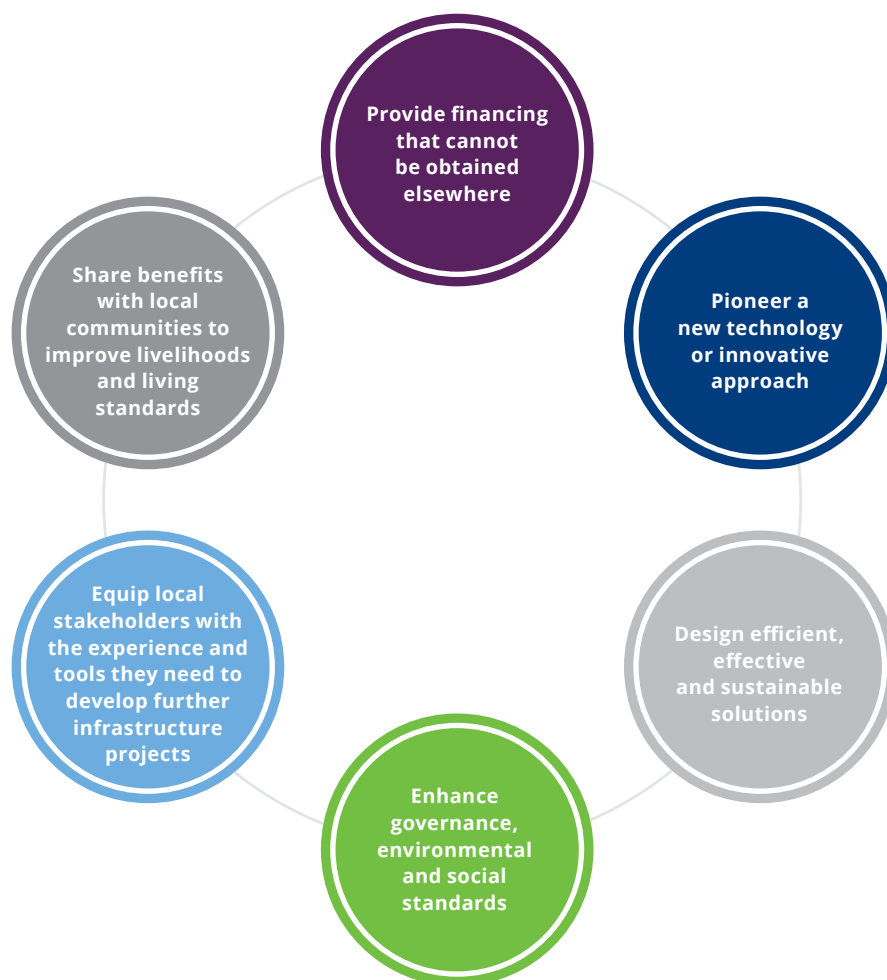 Provide financing
that cannot
be obtained
elsewhere
Pioneer a
new technology
or innovative
approach
Design efficient,
effective
and sustainable
solutions
Enhance
governance,
environmental
and social
standards
Equip local
stakeholders with
the experience and
tools they need to
develop further
infrastructure
projects
Share benefits
with local
communities to
improve livelihoods
and living
standards